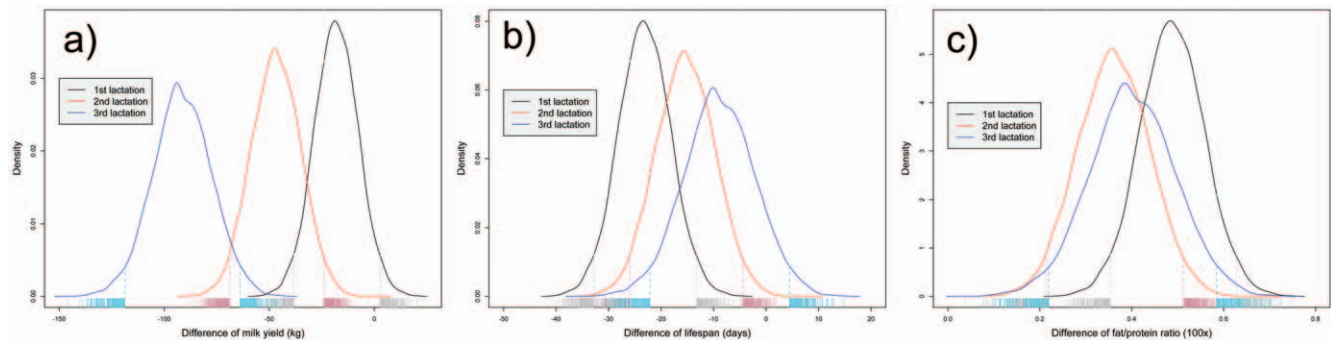 a)
1st lactation
2nd lactation
3rd lactation
Density
0.00
0.01
0.02
0.03
-150
-100
-50
0
Difference of milk yield (kg)
b)
1st lactation
2nd lactation
3rd lactation
Density
0.00
0.02
0.04
0.06
0.08
-50
-40
-30
-20
-10
0
10
20
Difference of lifespan (days)
c)
1st lactation
2nd lactation
3rd lactation
Density
0
1
2
3
4
5
0.0
0.2
0.4
0.6
0.8
Difference of fat/protein ratio (100x)